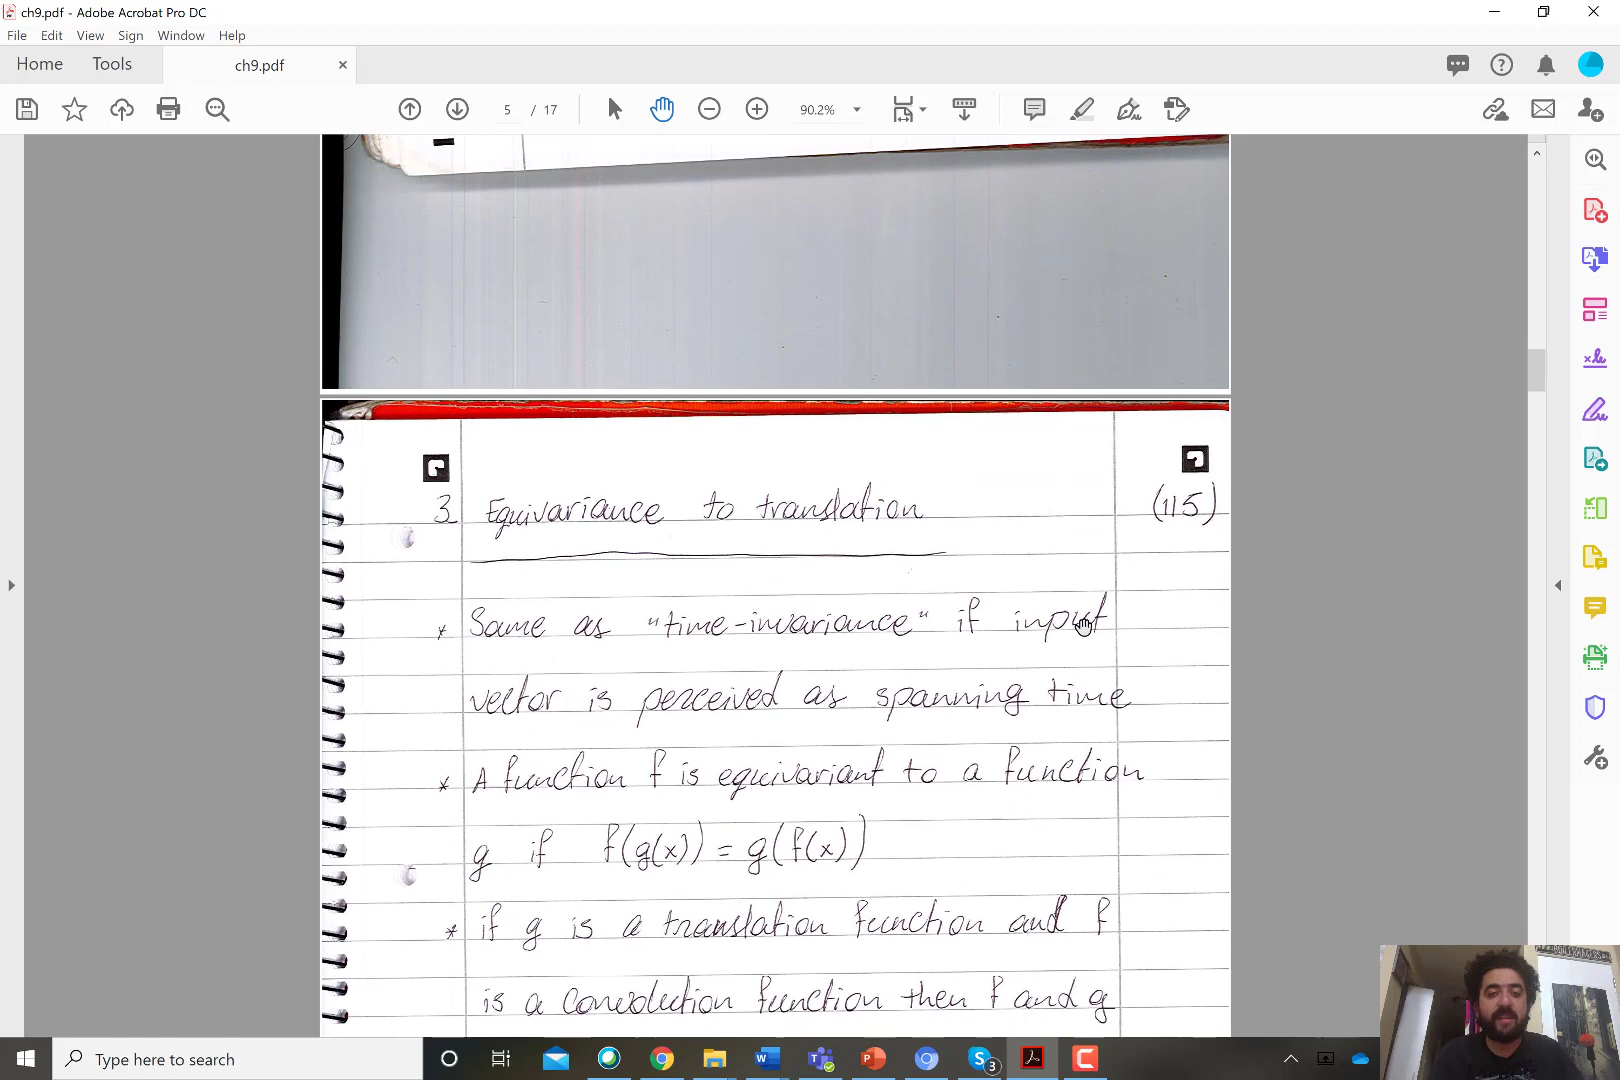 ch9.pdf - Adobe Acrobat Pro DC
File Edit View Sign Window Help
Home Tools ch9.pdf
5 / 17 90.2%
3 Equivariance to translation (115)
* Same as "time-invariance" if input
vector is perceived as spanning time
* A function f is equivariant to a function
g if f(g(x)) = g(f(x))
* if g is a translation function and f
is a convolution function then f and g
Type here to search
3